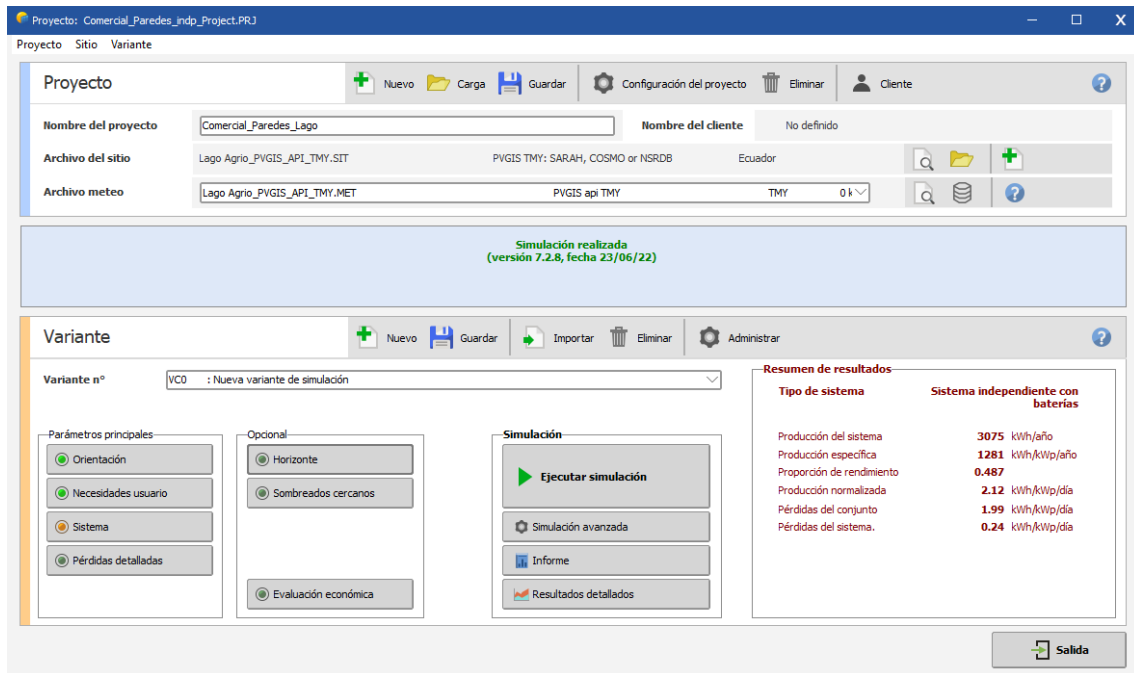 Proyecto: Comercial_Paredes_indp_Project.PRJ
Proyecto Sitio Variante
Proyecto Nuevo Carga Guardar Configuración del proyecto Eliminar Cliente
Nombre del proyecto Comercial_Paredes_Lago Nombre del cliente No definido
Archivo del sitio Lago Agrio_PVGIS_API_TMY.SIT PVGIS TMY: SARAH, COSMO or NSRDB Ecuador
Archivo meteo Lago Agrio_PVGIS_API_TMY.MET PVGIS api TMY TMY 0 k
Simulación realizada
(versión 7.2.8, fecha 23/06/22)
Variante Nuevo Guardar Importar Eliminar Administrar
Variante n° VC0 : Nueva variante de simulación
Parámetros principales
Orientación
Necesidades usuario
Sistema
Pérdidas detalladas
Opcional
Horizonte
Sombreados cercanos
Evaluación económica
Simulación
Ejecutar simulación
Simulación avanzada
Informe
Resultados detallados
Resumen de resultados
Tipo de sistema Sistema independiente con
baterías
Producción del sistema 3075 kWh/año
Producción específica 1281 kWh/kWp/año
Proporción de rendimiento 0.487
Producción normalizada 2.12 kWh/kWp/día
Pérdidas del conjunto 1.99 kWh/kWp/día
Pérdidas del sistema. 0.24 kWh/kWp/día
Salida